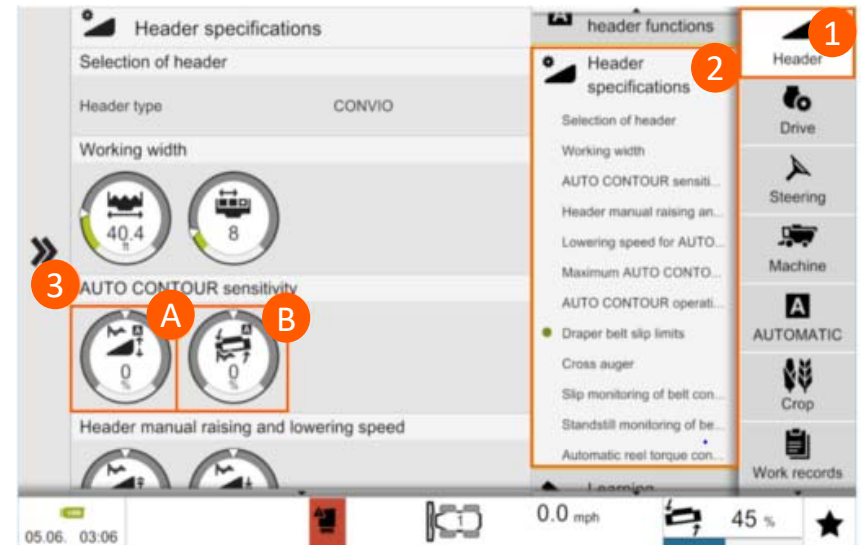 Header specifications
Selection of header
Header type CONVIO
Working width
40.4
ft
8
3
AUTO CONTOUR sensitivity
A
B
0
%
0
%
Header manual raising and lowering speed
header functions
2
Header
specifications
Selection of header
Working width
AUTO CONTOUR sensiti...
Header manual raising an...
Lowering speed for AUTO...
Maximum AUTO CONTO...
AUTO CONTOUR operati...
Draper belt slip limits
Cross auger
Slip monitoring of belt con...
Standstill monitoring of be...
Automatic reel torque con...
Learning
1
Header
Drive
Steering
Machine
A
AUTOMATIC
Crop
Work records
05.06. 03:06
1
0.0 mph
45 %